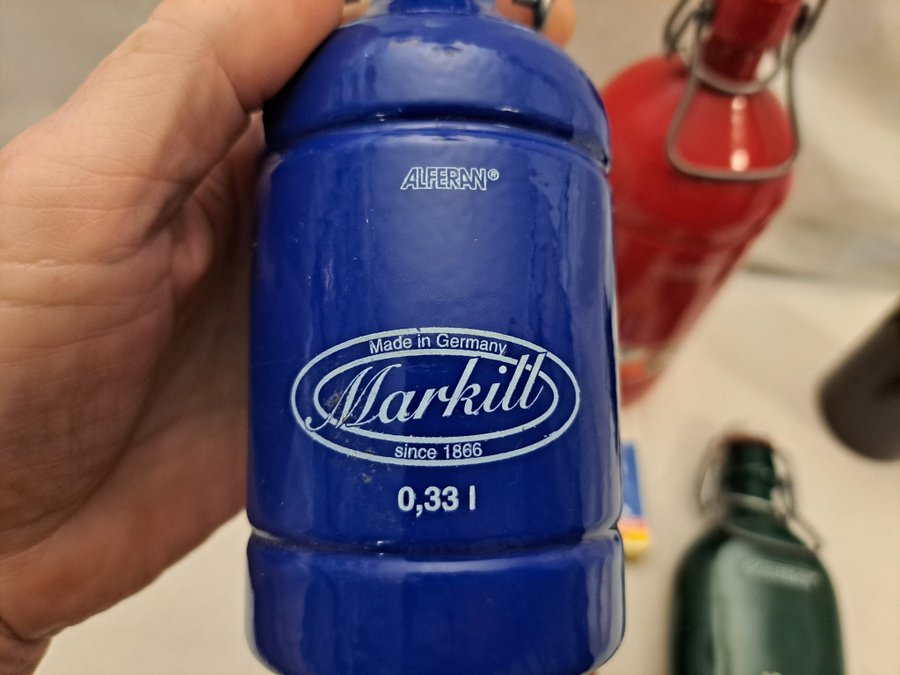 ALFERAN®
Made in Germany
Markill
since 1866
0,33 l